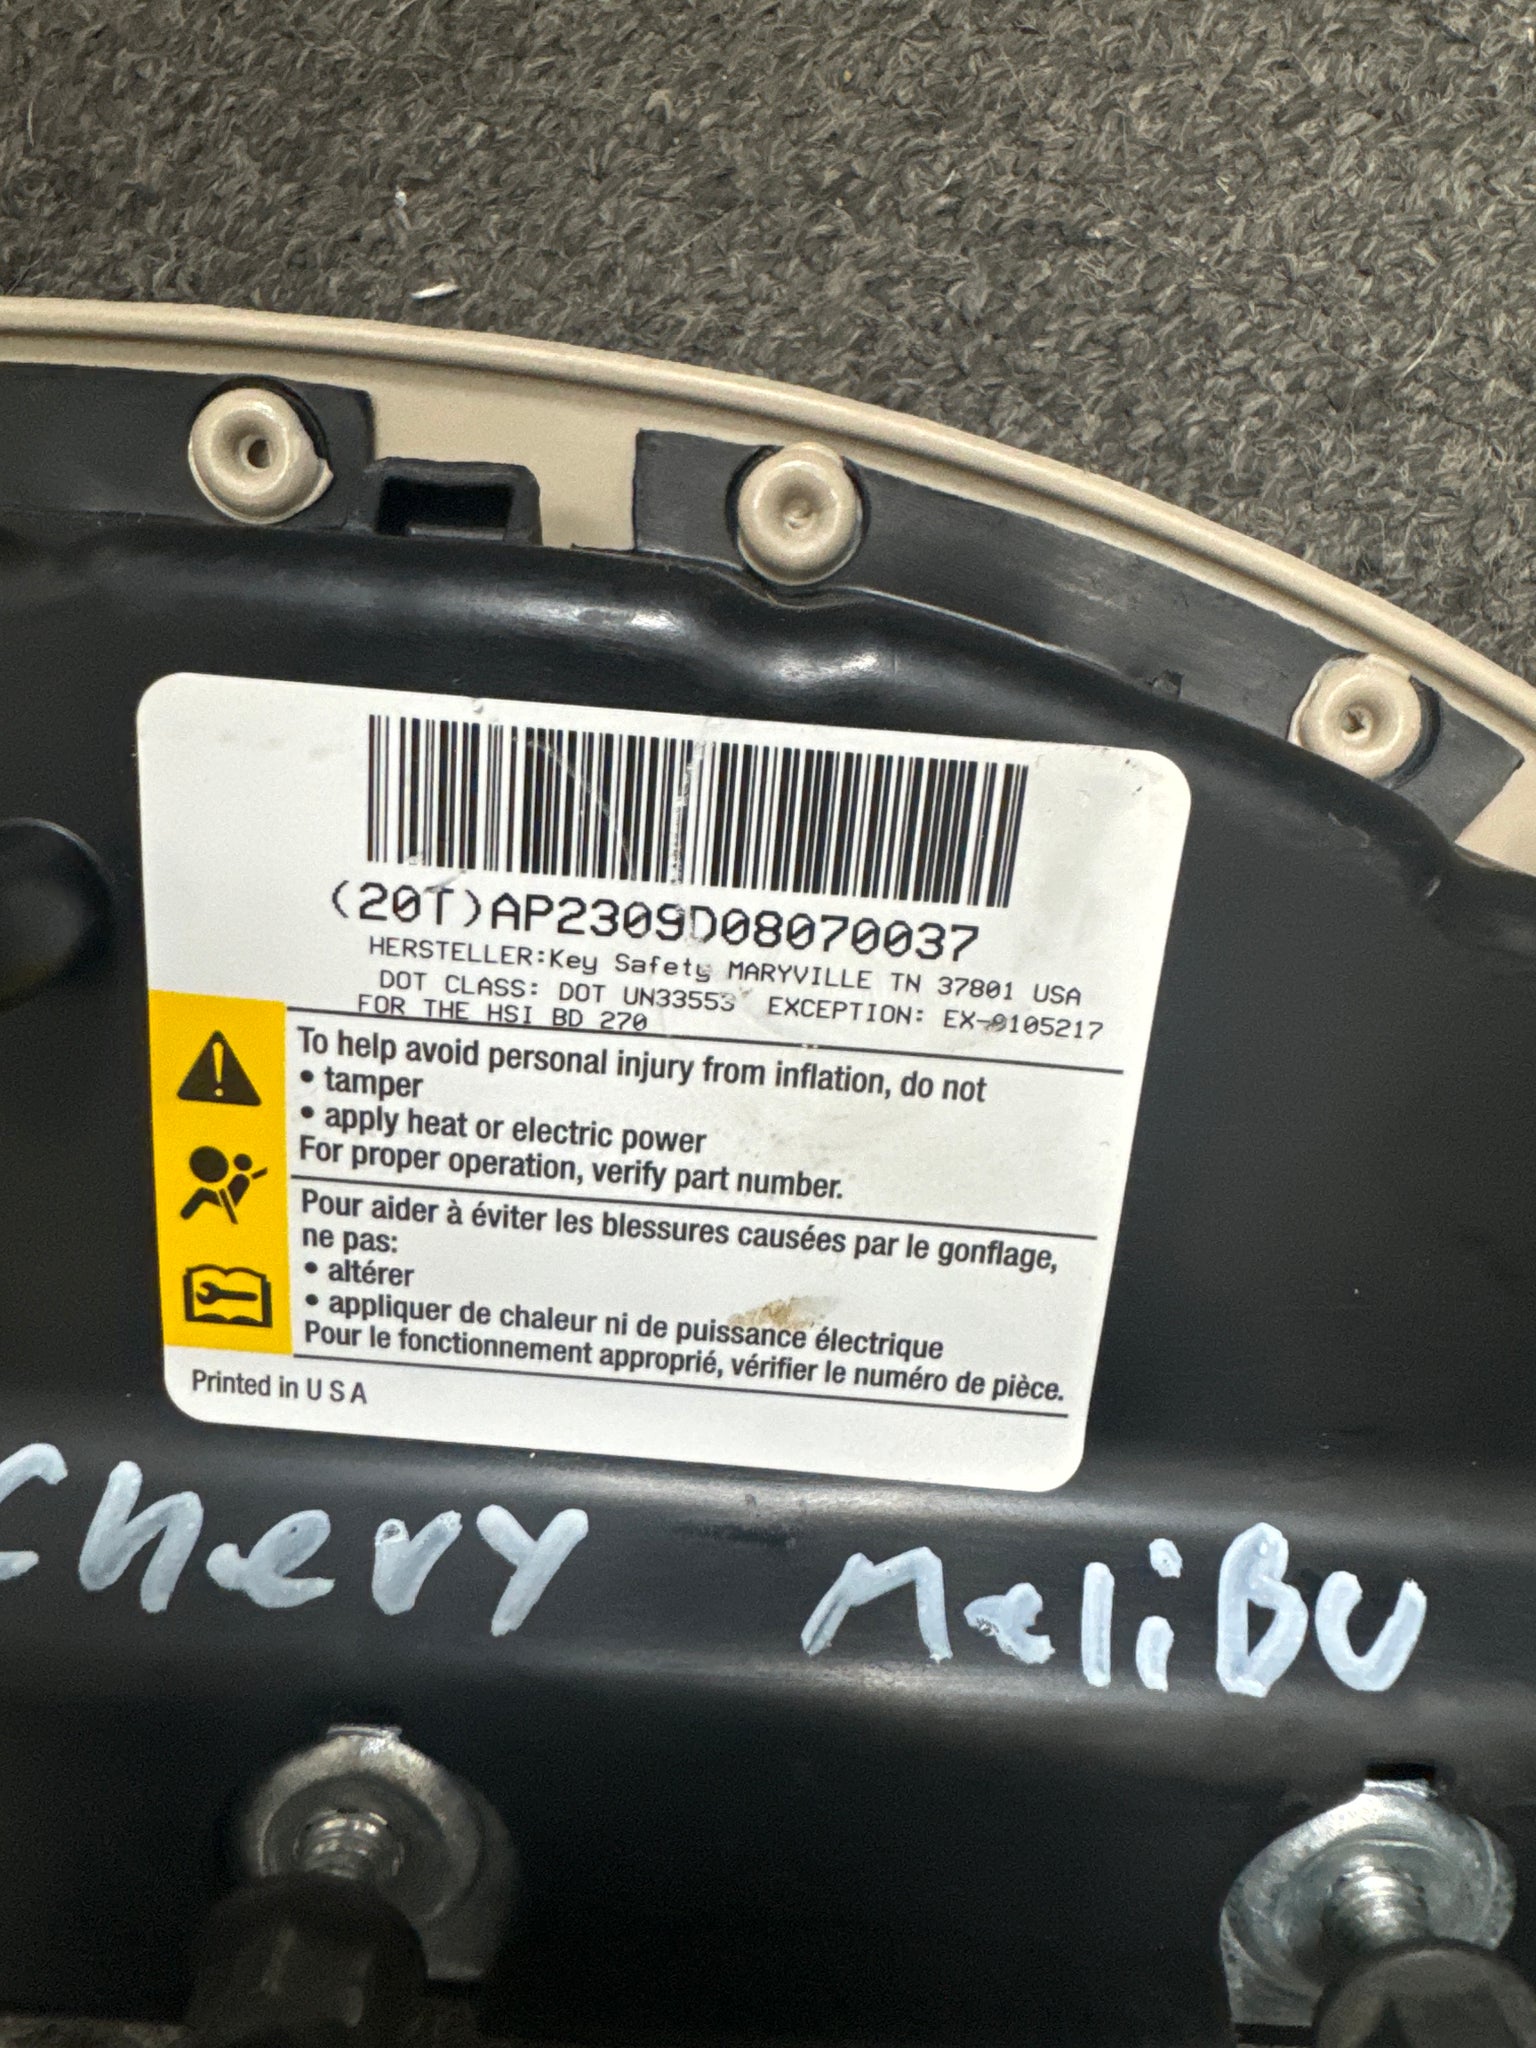 (20T)AP2309D08070037
HERSTELLER:Key Safety MARYVILLE TN 37801 USA
DOT CLASS: DOT UN33553 EXCEPTION: EX-0105217
FOR THE HSI BD 270
To help avoid personal injury from inflation, do not
• tamper
• apply heat or electric power
For proper operation, verify part number.
Pour aider à éviter les blessures causées par le gonflage,
ne pas:
• altérer
• appliquer de chaleur ni de puissance électrique
Pour le fonctionnement approprié, vérifier le numéro de pièce.
Printed in U S A
Chevy MaliBU